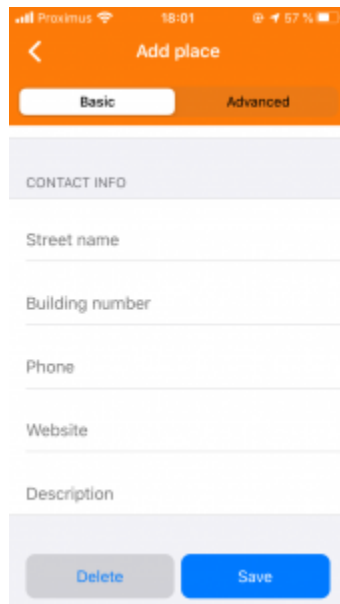 Proximus 18:01 57 %
Add place
Basic Advanced
CONTACT INFO
Street name
Building number
Phone
Website
Description
Delete Save